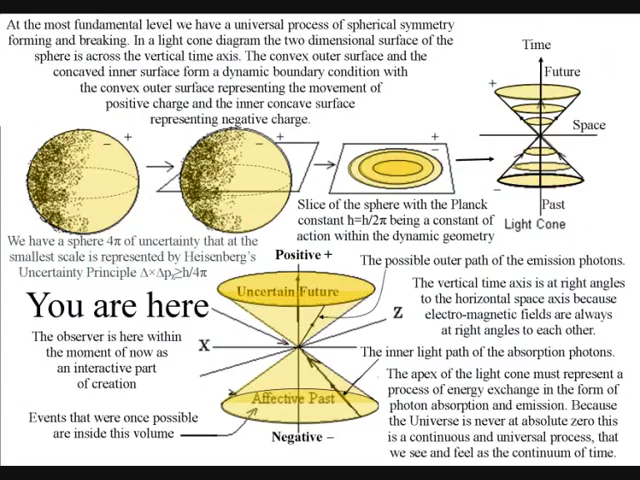 At the most fundamental level we have a universal process of spherical symmetry
forming and breaking. In a light cone diagram the two dimensional surface of the
sphere is across the vertical time axis. The convex outer surface and the
concaved inner surface form a dynamic boundary condition with
the convex outer surface representing the movement of
positive charge and the inner concave surface
representing negative charge.
Time
Future
+
Space
−
Past
Light Cone
− +
− +
+
−
Slice of the sphere with the Planck
constant h=h/2π being a constant of
action within the dynamic geometry
We have a sphere 4π of uncertainty that at the
smallest scale is represented by Heisenberg's
Uncertainty Principle Δ×Δpₓ≥h/4π
Positive +
Uncertain Future
The possible outer path of the emission photons.
The vertical time axis is at right angles
to the horizontal space axis because
electro-magnetic fields are always
at right angles to each other.
You are here
Z
X
The observer is here within
the moment of now as
an interactive part
of creation
The inner light path of the absorption photons.
The apex of the light cone must represent a
process of energy exchange in the form of
photon absorption and emission. Because
the Universe is never at absolute zero this
is a continuous and universal process, that
we see and feel as the continuum of time.
Affective Past
Events that were once possible
are inside this volume
Negative −